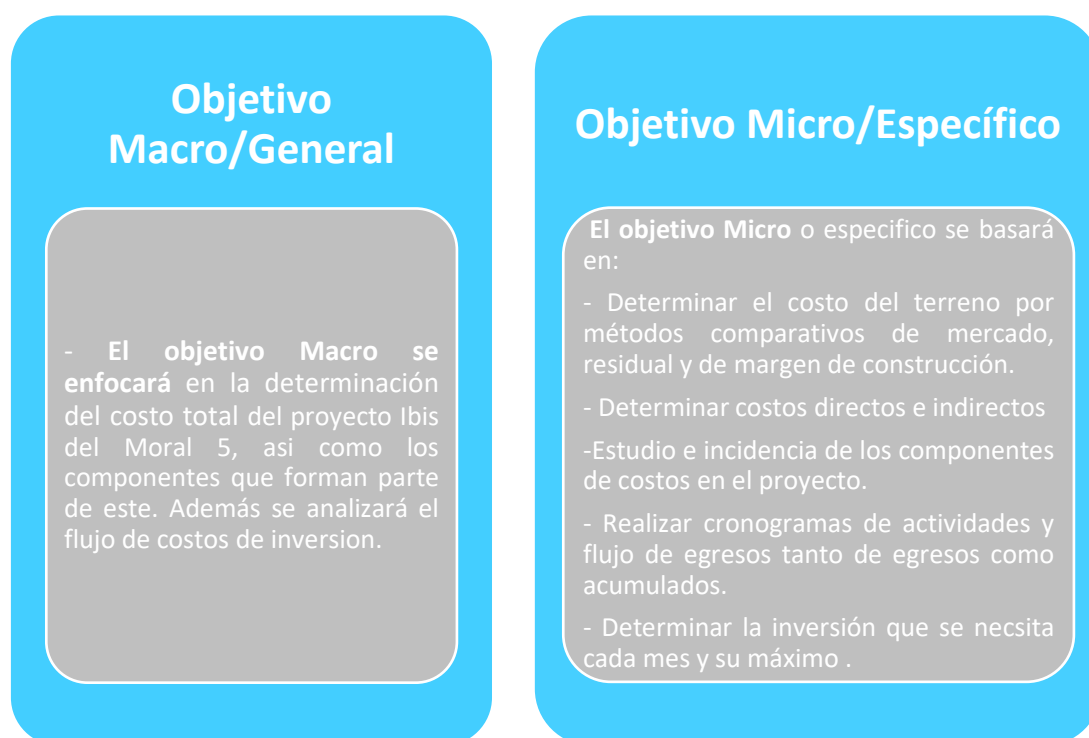 Objetivo
Macro/General
- El objetivo Macro se
enfocará en la determinación
del costo total del proyecto Ibis
del Moral 5, asi como los
componentes que forman parte
de este. Además se analizará el
flujo de costos de inversion.
Objetivo Micro/Específico
El objetivo Micro o especifico se basará
en:
- Determinar el costo del terreno por
métodos comparativos de mercado,
residual y de margen de construcción.
- Determinar costos directos e indirectos
-Estudio e incidencia de los componentes
de costos en el proyecto.
- Realizar cronogramas de actividades y
flujo de egresos tanto de egresos como
acumulados.
- Determinar la inversión que se necsita
cada mes y su máximo .